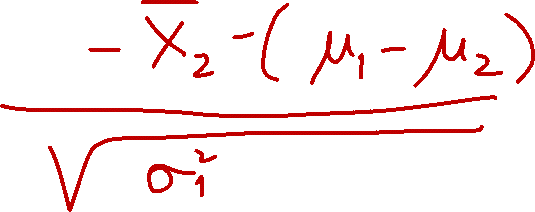 - X̄₂ - (μ₁ - μ₂)
√σ₁²